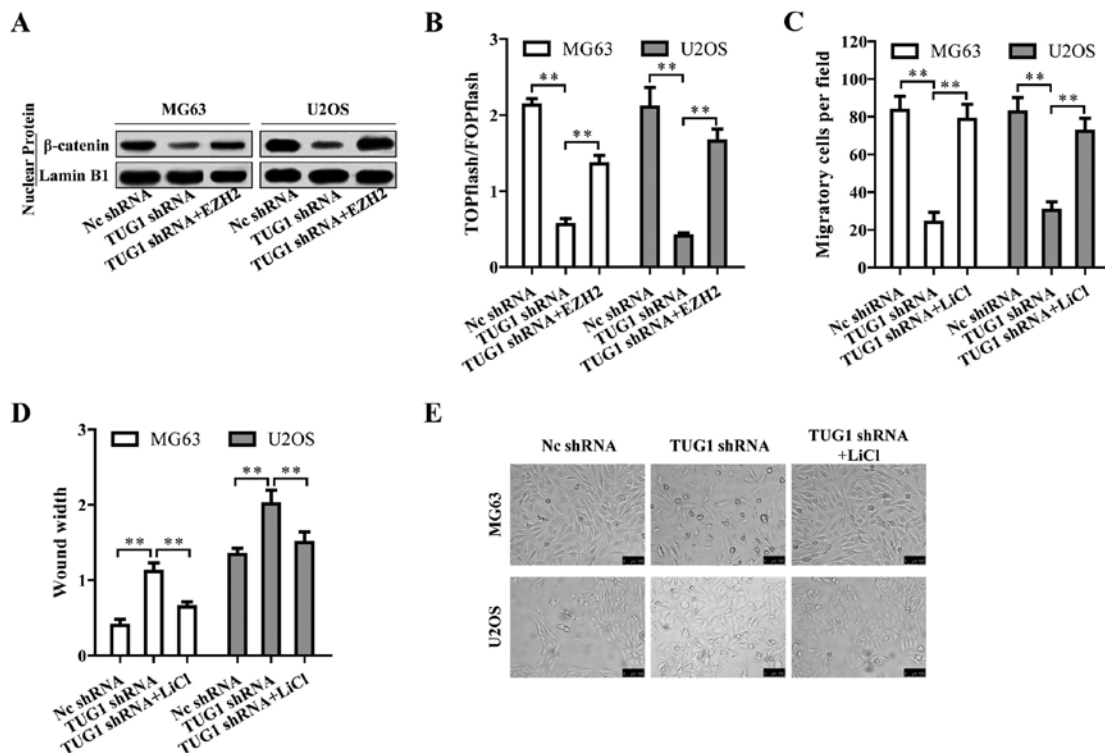 A
MG63
U2OS
Nuclear Protein
β-catenin
Lamin B1
Nc shRNA
TUG1 shRNA
TUG1 shRNA+EZH2
Nc shRNA
TUG1 shRNA
TUG1 shRNA+EZH2
B
MG63
U2OS
TOPflash/FOPflash
3
2
1
0
**
**
**
**
Nc shRNA
TUG1 shRNA
TUG1 shRNA+EZH2
Nc shRNA
TUG1 shRNA
TUG1 shRNA+EZH2
C
MG63
U2OS
Migratory cells per field
120
100
80
60
40
20
0
**
**
**
**
Nc shiRNA
TUG1 shRNA
TUG1 shRNA+LiCl
Nc shiRNA
TUG1 shRNA
TUG1 shRNA+LiCl
D
MG63
U2OS
Wound width
3
2
1
0
**
**
**
**
Nc shRNA
TUG1 shRNA
TUG1 shRNA+LiCl
Nc shRNA
TUG1 shRNA
TUG1 shRNA+LiCl
E
Nc shRNA
TUG1 shRNA
TUG1 shRNA
+LiCl
MG63
U2OS